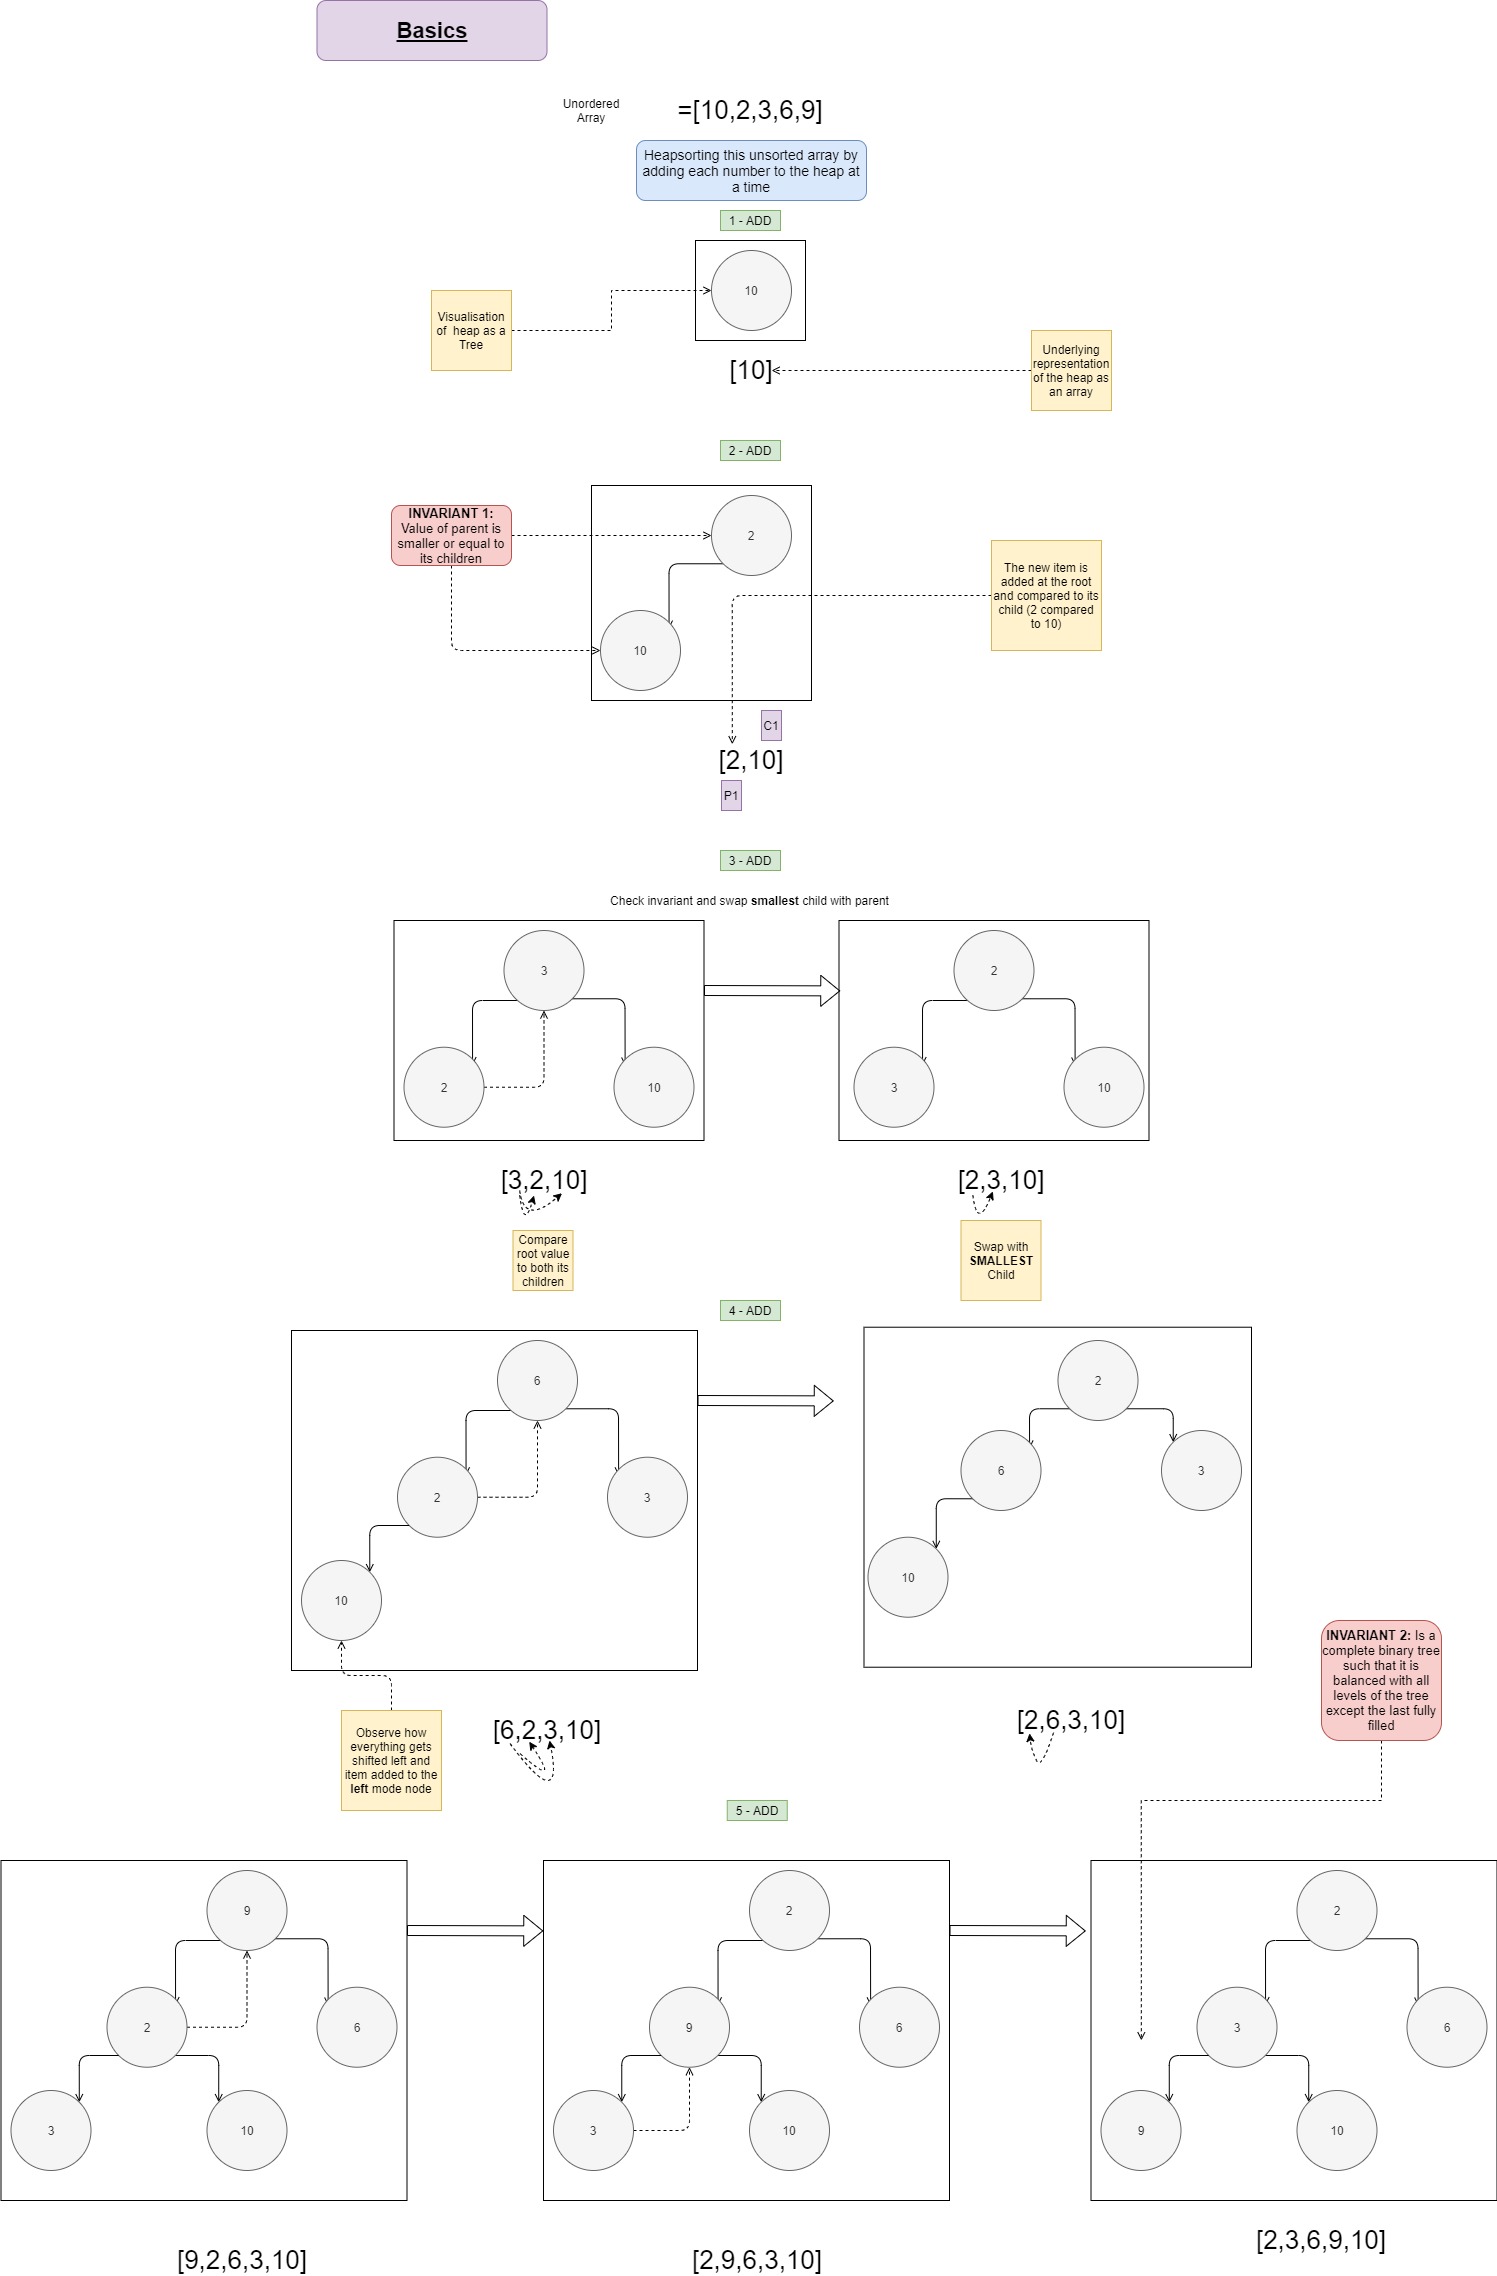 Basics
Unordered
Array
=[10,2,3,6,9]
Heapsorting this unsorted array by
adding each number to the heap at
a time
1 - ADD
10
Visualisation
of heap as a
Tree
[10]
Underlying
representation
of the heap as
an array
2 - ADD
INVARIANT 1:
Value of parent is
smaller or equal to
its children
2
10
The new item is
added at the root
and compared to its
child (2 compared
to 10)
C1
[2,10]
P1
3 - ADD
Check invariant and swap smallest child with parent
3
2
10
2
3
10
[3,2,10]
[2,3,10]
Compare
root value
to both its
children
Swap with
SMALLEST
Child
4 - ADD
6
2
3
10
2
6
3
10
Observe how
everything gets
shifted left and
item added to the
left mode node
[6,2,3,10]
[2,6,3,10]
INVARIANT 2: Is a
complete binary tree
such that it is
balanced with all
levels of the tree
except the last fully
filled
5 - ADD
9
2
6
3
10
2
9
6
3
10
2
3
6
9
10
[9,2,6,3,10]
[2,9,6,3,10]
[2,3,6,9,10]